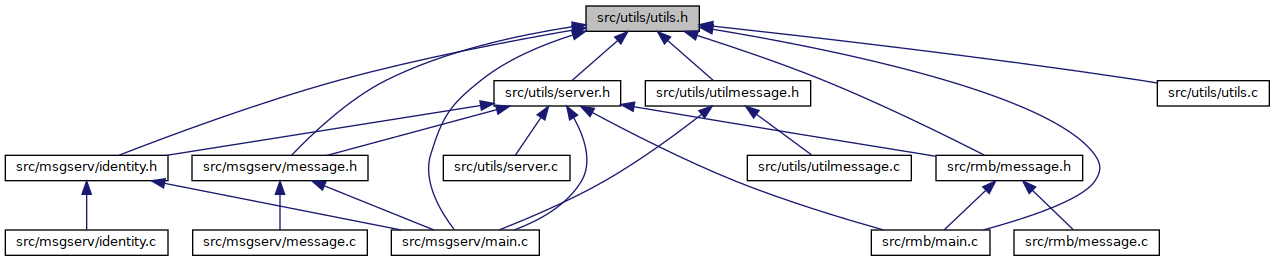 src/utils/utils.h
src/utils/server.h
src/utils/utilmessage.h
src/utils/utils.c
src/msgserv/identity.h
src/msgserv/message.h
src/utils/server.c
src/utils/utilmessage.c
src/rmb/message.h
src/msgserv/identity.c
src/msgserv/message.c
src/msgserv/main.c
src/rmb/main.c
src/rmb/message.c